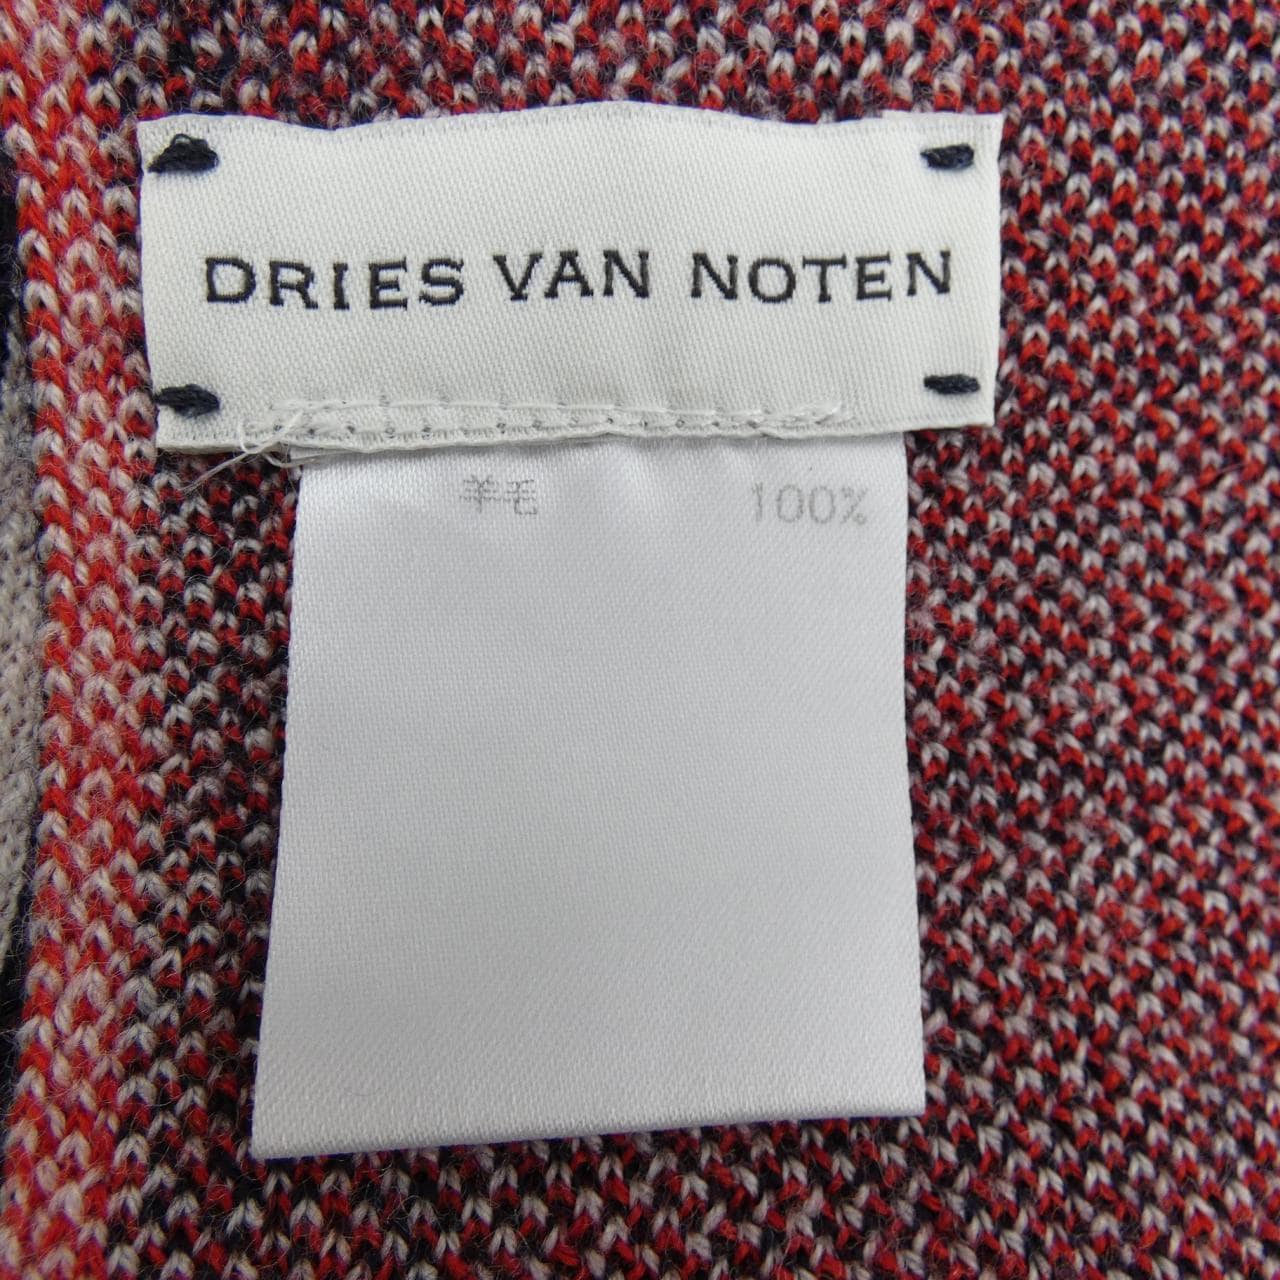 DRIES VAN NOTEN
羊毛 100%